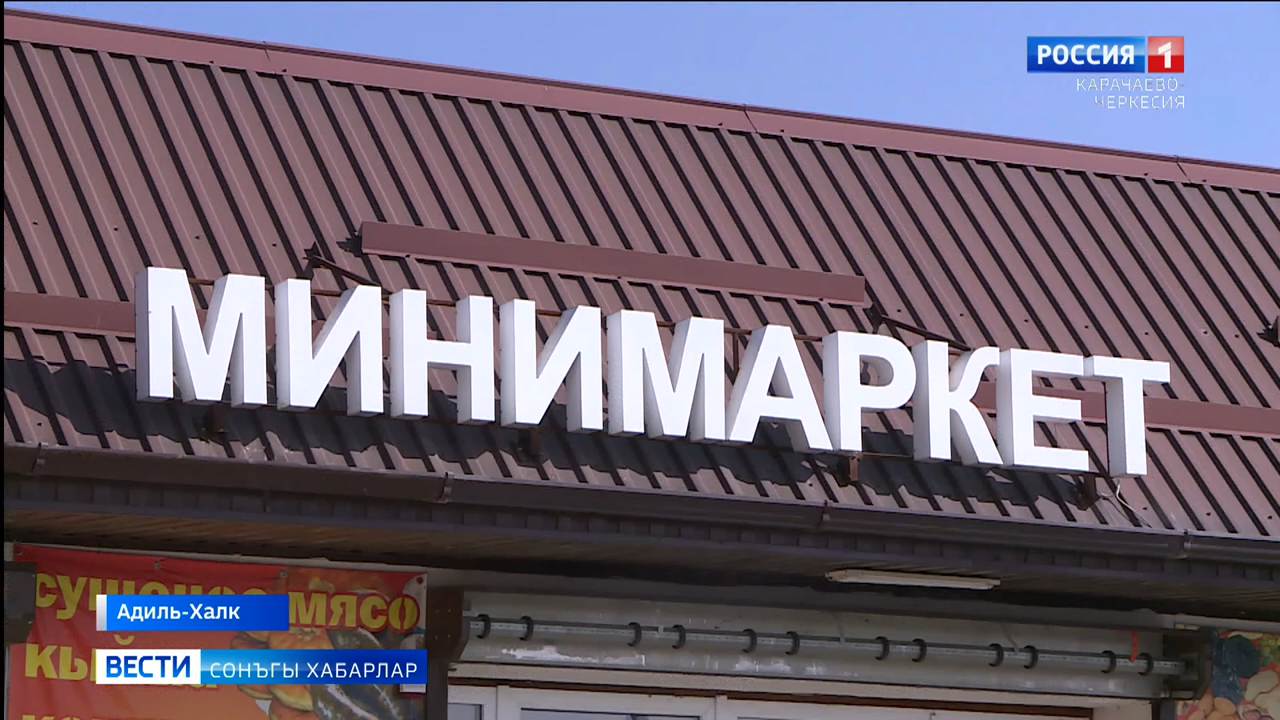 РОССИЯ 1
КАРАЧАЕВО-
ЧЕРКЕСИЯ
МИНИМАРКЕТ
мясо
Адиль-Халк
ВЕСТИ СОНЪГЫ ХАБАРЛАР